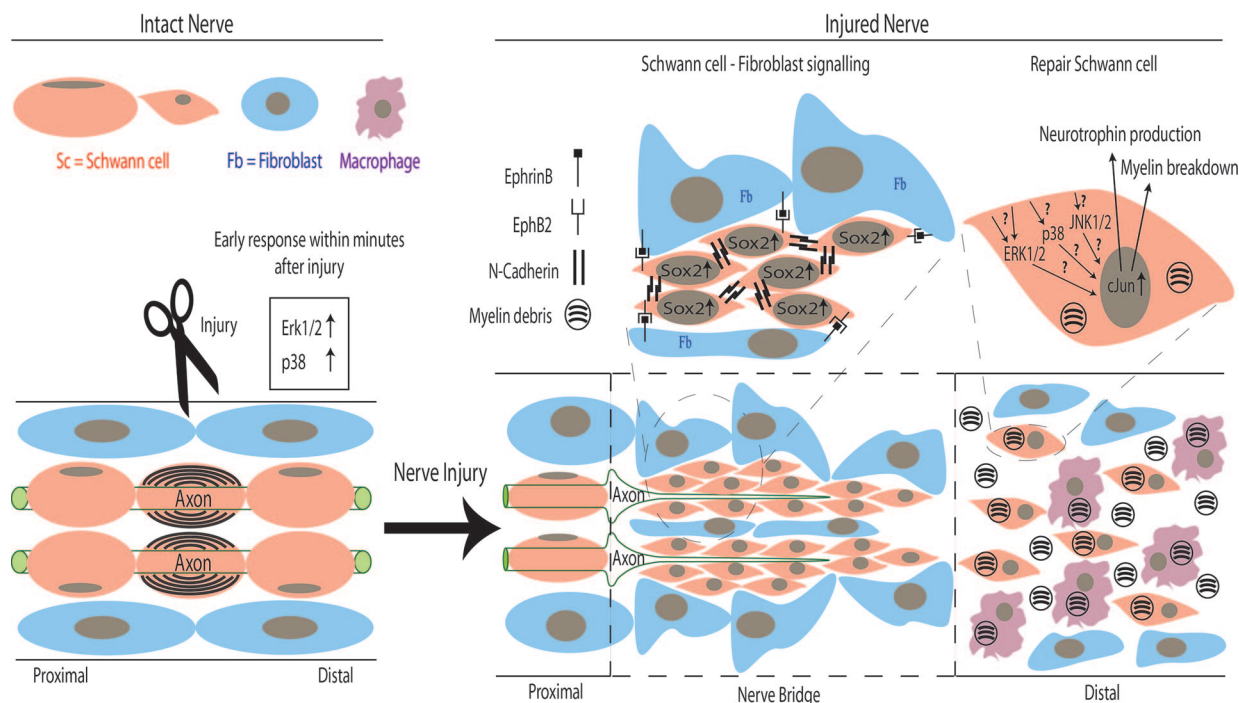 Intact Nerve
Sc = Schwann cell
Fb = Fibroblast
Macrophage
Early response within minutes
after injury
Injury
Erk1/2↑
p38 ↑
Axon
Axon
Proximal
Distal
Nerve Injury
Injured Nerve
Schwann cell - Fibroblast signalling
Repair Schwann cell
EphrinB
EphB2
N-Cadherin
Myelin debris
Fb
Fb
Sox2↑
Sox2↑
Sox2↑
Sox2↑
Sox2↑
Sox2↑
Fb
Neurotrophin production
Myelin breakdown
?
?
?
JNK1/2
p38
?
ERK1/2
?
?
cJun↑
Axon
Axon
Proximal
Nerve Bridge
Distal